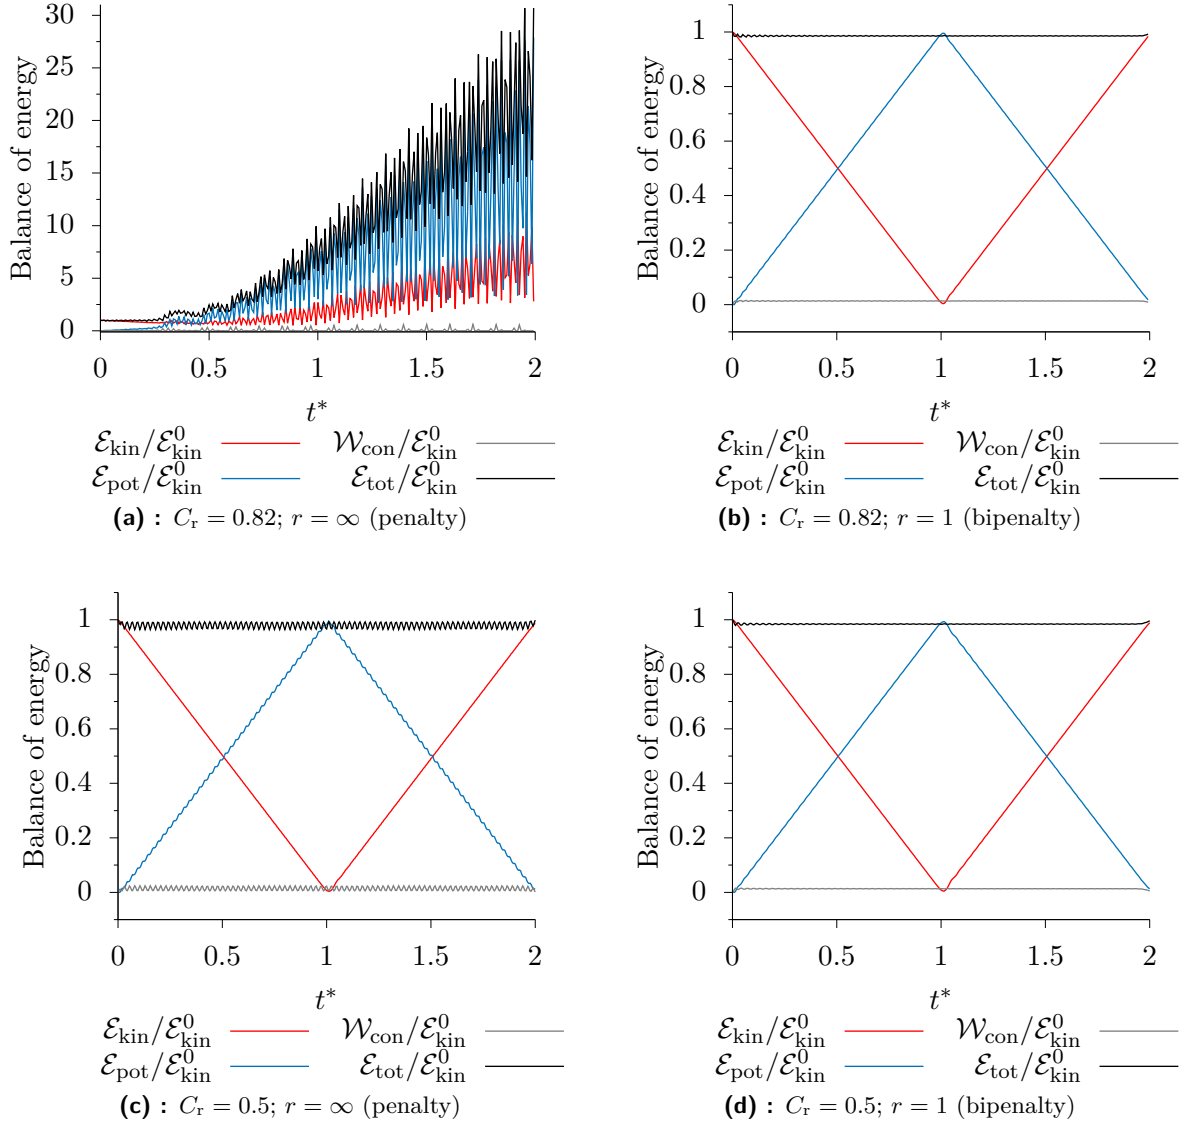 30
25
20
15
10
5
0
Balance of energy
0 0.5 1 1.5 2
t*
ℰkin/ℰ⁰kin 𝒲con/ℰ⁰kin
ℰpot/ℰ⁰kin ℰtot/ℰ⁰kin
(a) : Cr = 0.82; r = ∞ (penalty)
1
0.8
0.6
0.4
0.2
0
Balance of energy
0 0.5 1 1.5 2
t*
ℰkin/ℰ⁰kin 𝒲con/ℰ⁰kin
ℰpot/ℰ⁰kin ℰtot/ℰ⁰kin
(b) : Cr = 0.82; r = 1 (bipenalty)
1
0.8
0.6
0.4
0.2
0
Balance of energy
0 0.5 1 1.5 2
t*
ℰkin/ℰ⁰kin 𝒲con/ℰ⁰kin
ℰpot/ℰ⁰kin ℰtot/ℰ⁰kin
(c) : Cr = 0.5; r = ∞ (penalty)
1
0.8
0.6
0.4
0.2
0
Balance of energy
0 0.5 1 1.5 2
t*
ℰkin/ℰ⁰kin 𝒲con/ℰ⁰kin
ℰpot/ℰ⁰kin ℰtot/ℰ⁰kin
(d) : Cr = 0.5; r = 1 (bipenalty)